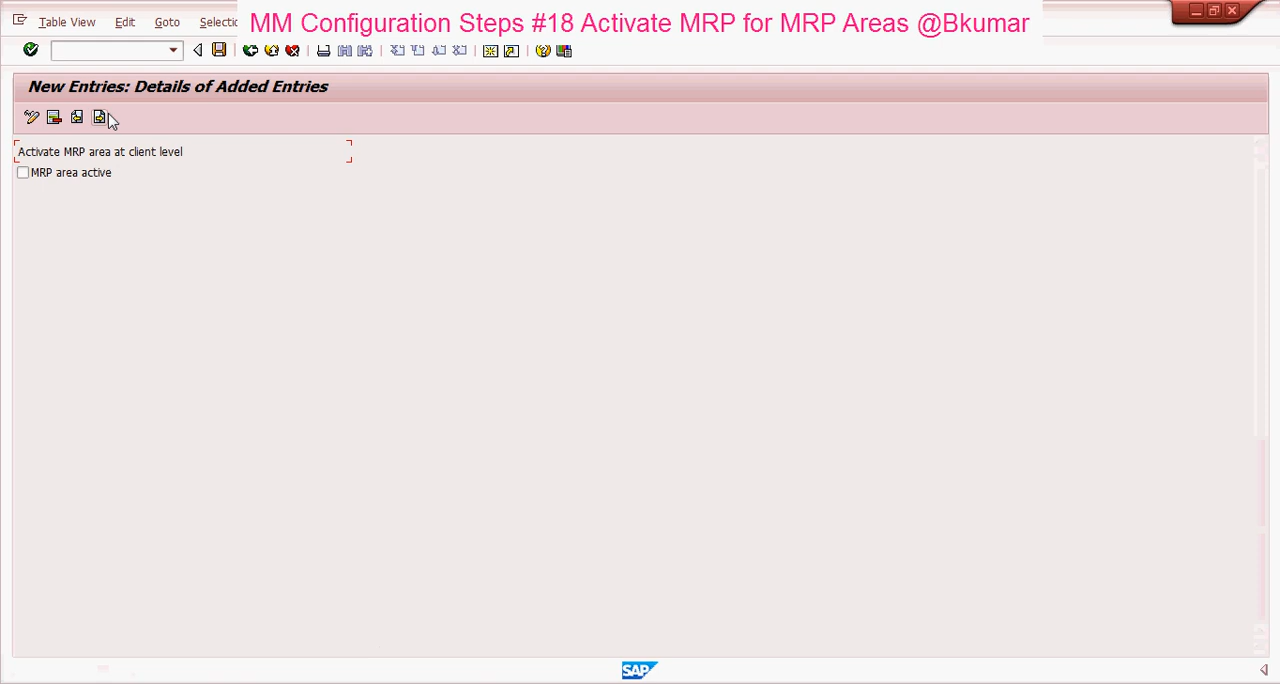 MM Configuration Steps #18 Activate MRP for MRP Areas @Bkumar
Table View Edit Goto Selectio
New Entries: Details of Added Entries
Activate MRP area at client level
MRP area active
SAP